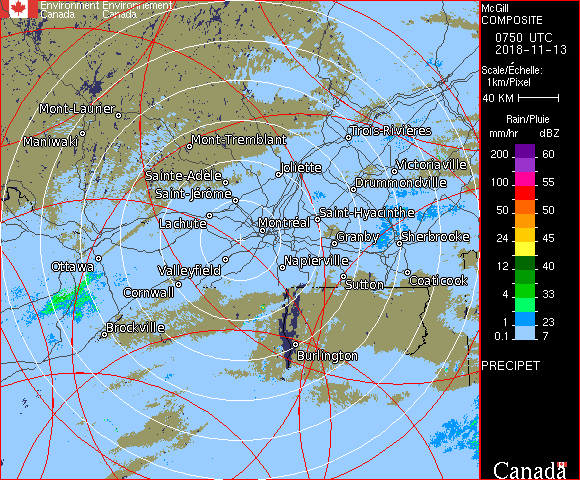 Environment Environnement
Canada Canada
McGill
COMPOSITE
0750 UTC
2018-11-13
Scale/Échelle:
1km/Pixel
40 KM
Rain/Pluie
mm/hr dBZ
200 60
100 55
50 50
24 45
12 40
4 33
1 23
0.1 7
PRECIPET
Canada
Mont-Laurier
Maniwaki
Mont-Tremblant
Trois-Rivières
Joliette
Victoriaville
Sainte-Adèle
Drummondville
Saint-Jérôme
Saint-Hyacinthe
Lachute
Montréal
Granby
Sherbrooke
Ottawa
Valleyfield
Napierville
Cornwall
Sutton
Coaticook
Brockville
Burlington